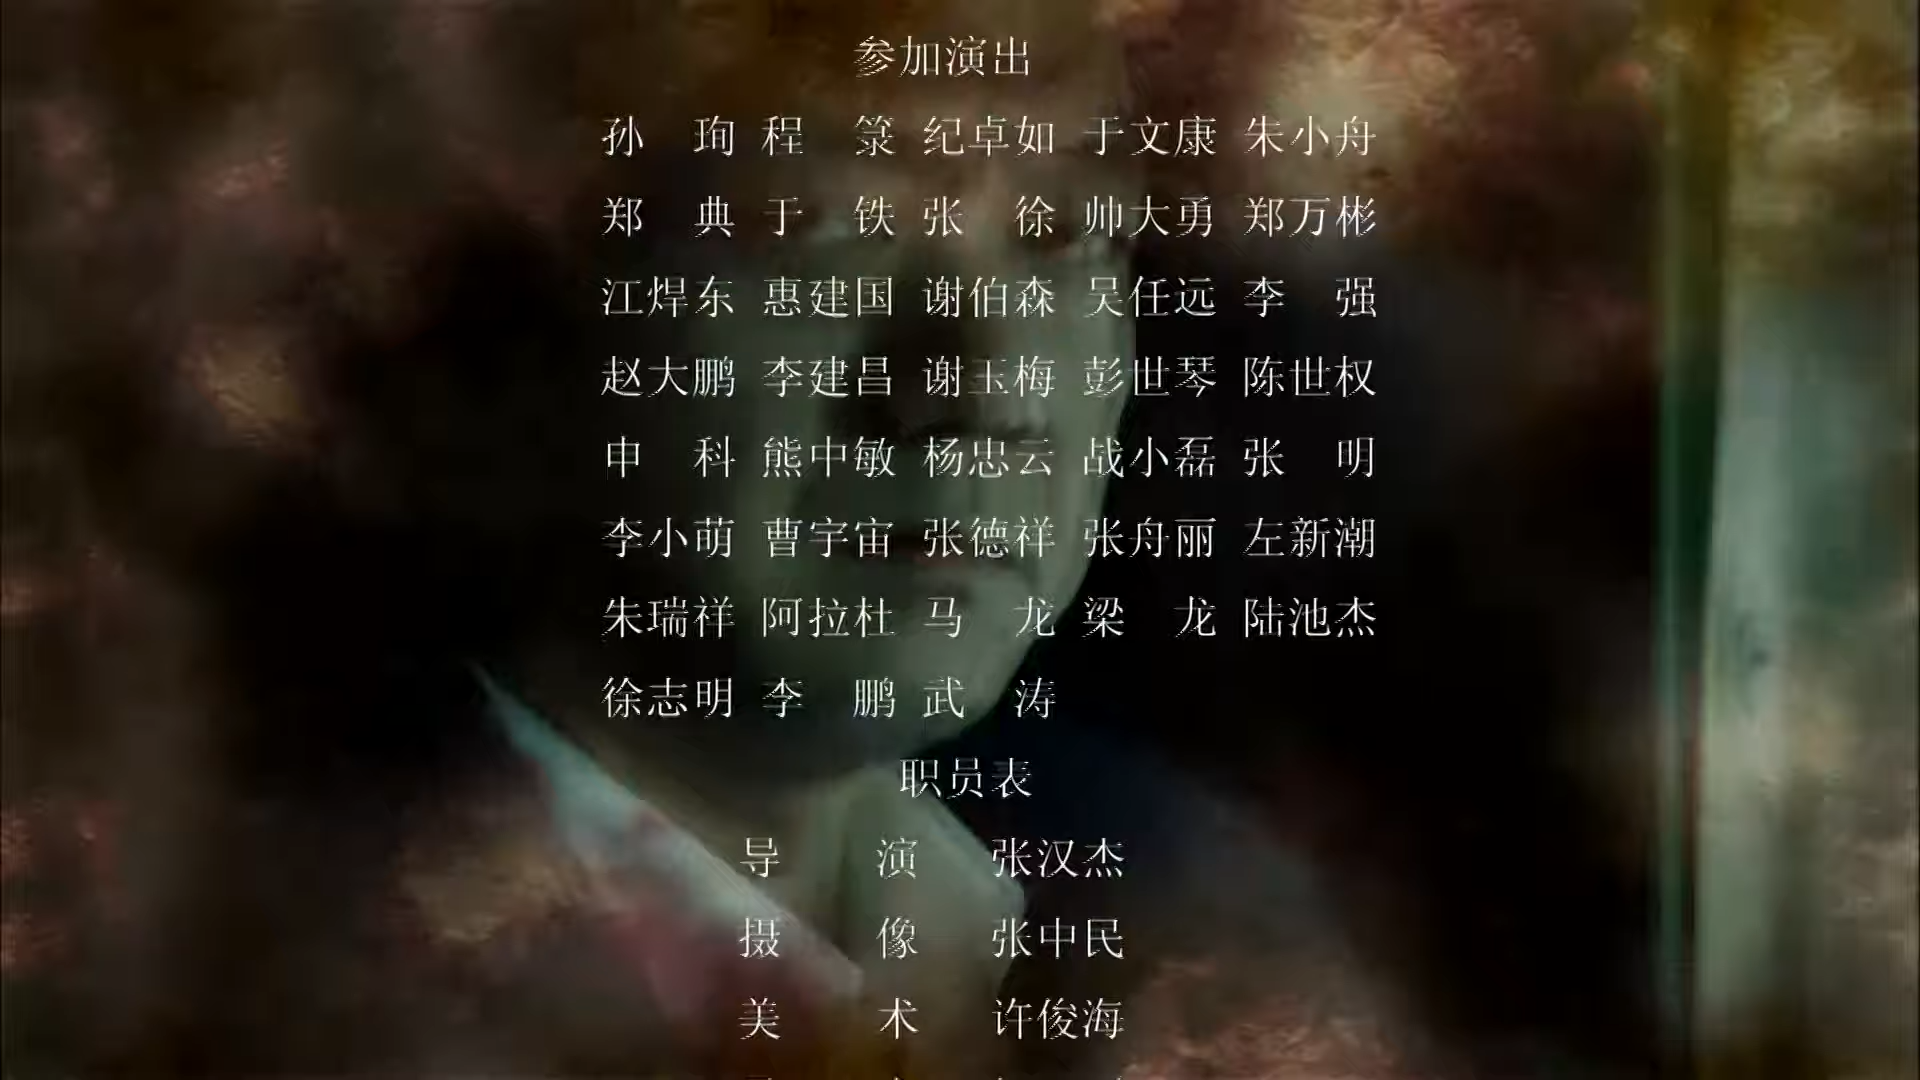 参加演出
孙　珣 程　箓 纪卓如 于文康 朱小舟
郑　典 于　铁 张　徐 帅大勇 郑万彬
江焊东 惠建国 谢伯森 吴任远 李　强
赵大鹏 李建昌 谢玉梅 彭世琴 陈世权
申　科 熊中敏 杨忠云 战小磊 张　明
李小萌 曹宇宙 张德祥 张舟丽 左新潮
朱瑞祥 阿拉杜 马　龙 梁　龙 陆池杰
徐志明 李　鹏 武　涛
职员表
导　演 张汉杰
摄　像 张中民
美　术 许俊海